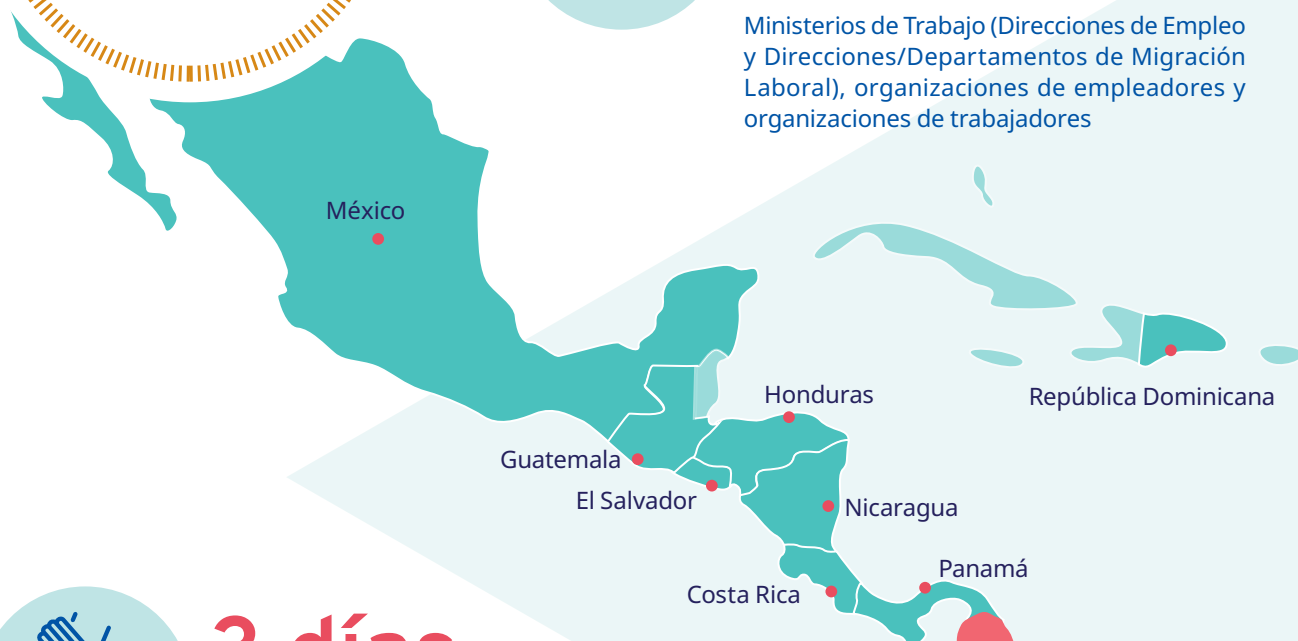 Ministerios de Trabajo (Direcciones de Empleo
y Direcciones/Departamentos de Migración
Laboral), organizaciones de empleadores y
organizaciones de trabajadores
México
Honduras
República Dominicana
Guatemala
El Salvador
Nicaragua
Panamá
Costa Rica
días